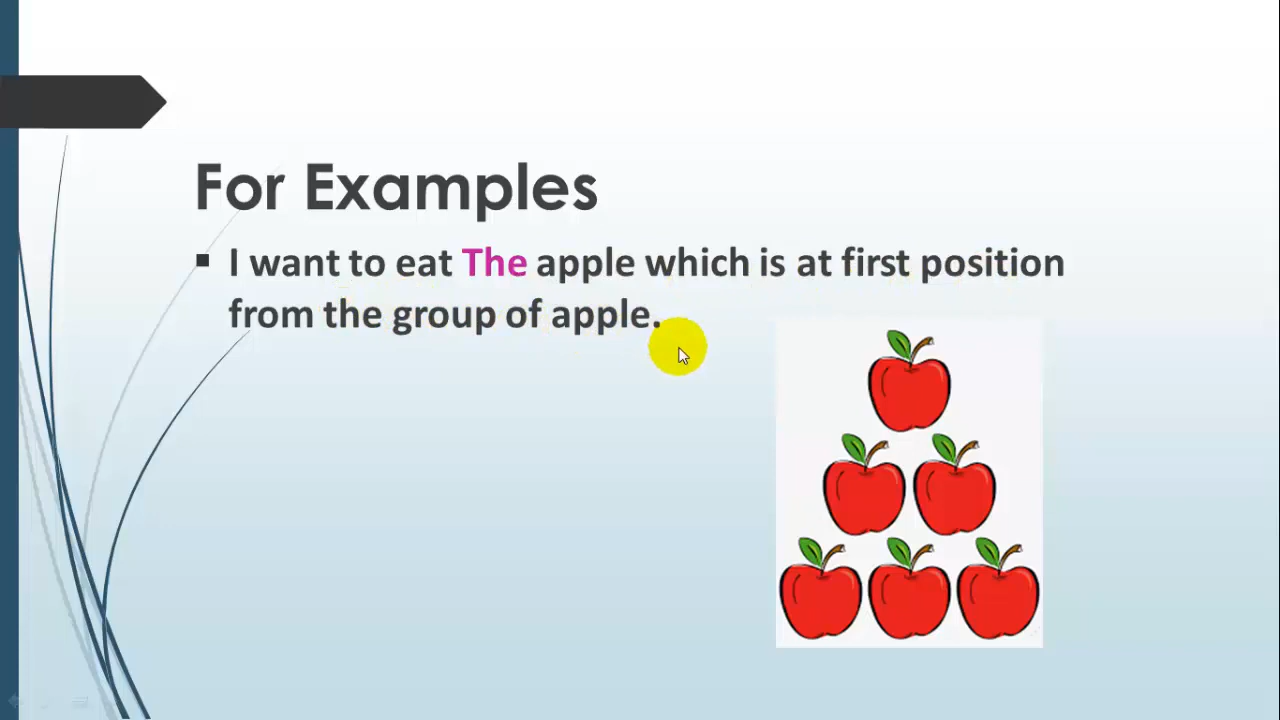 For Examples
I want to eat The apple which is at first position
from the group of apple.